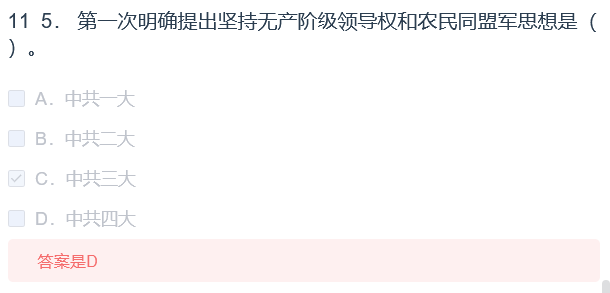 11 5. 第一次明确提出坚持无产阶级领导权和农民同盟军思想是（
）。
A. 中共一大
B. 中共二大
C. 中共三大
D. 中共四大
答案是D